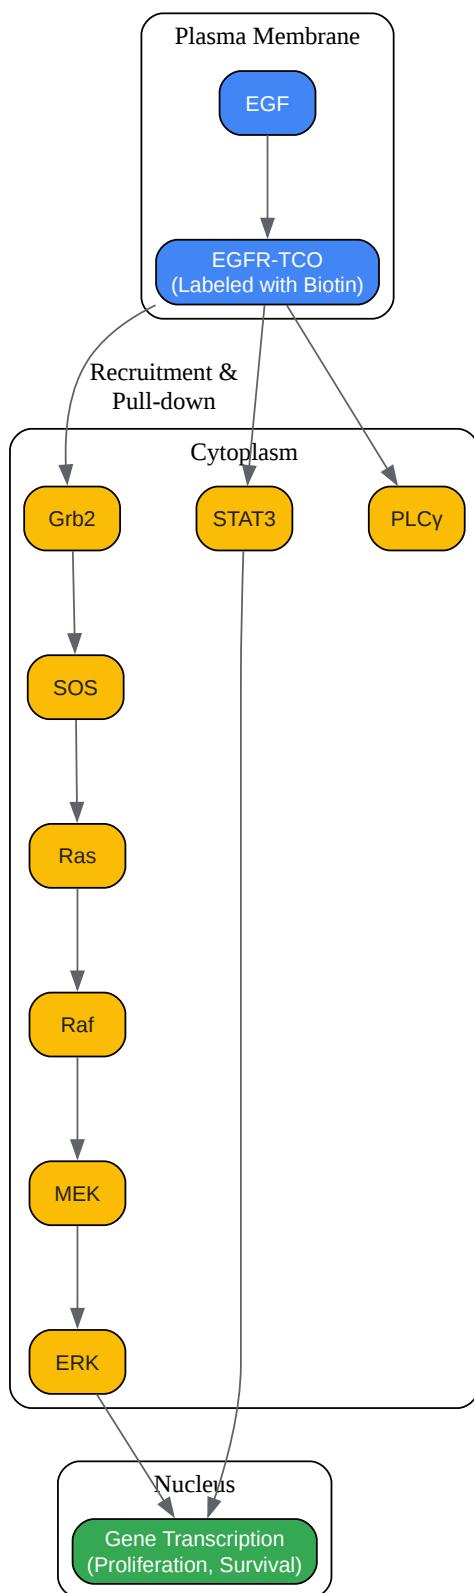 Plasma Membrane
EGF
EGFR-TCO
(Labeled with Biotin)
Recruitment &
Pull-down
Cytoplasm
Grb2
STAT3
PLCγ
SOS
Ras
Raf
MEK
ERK
Nucleus
Gene Transcription
(Proliferation, Survival)